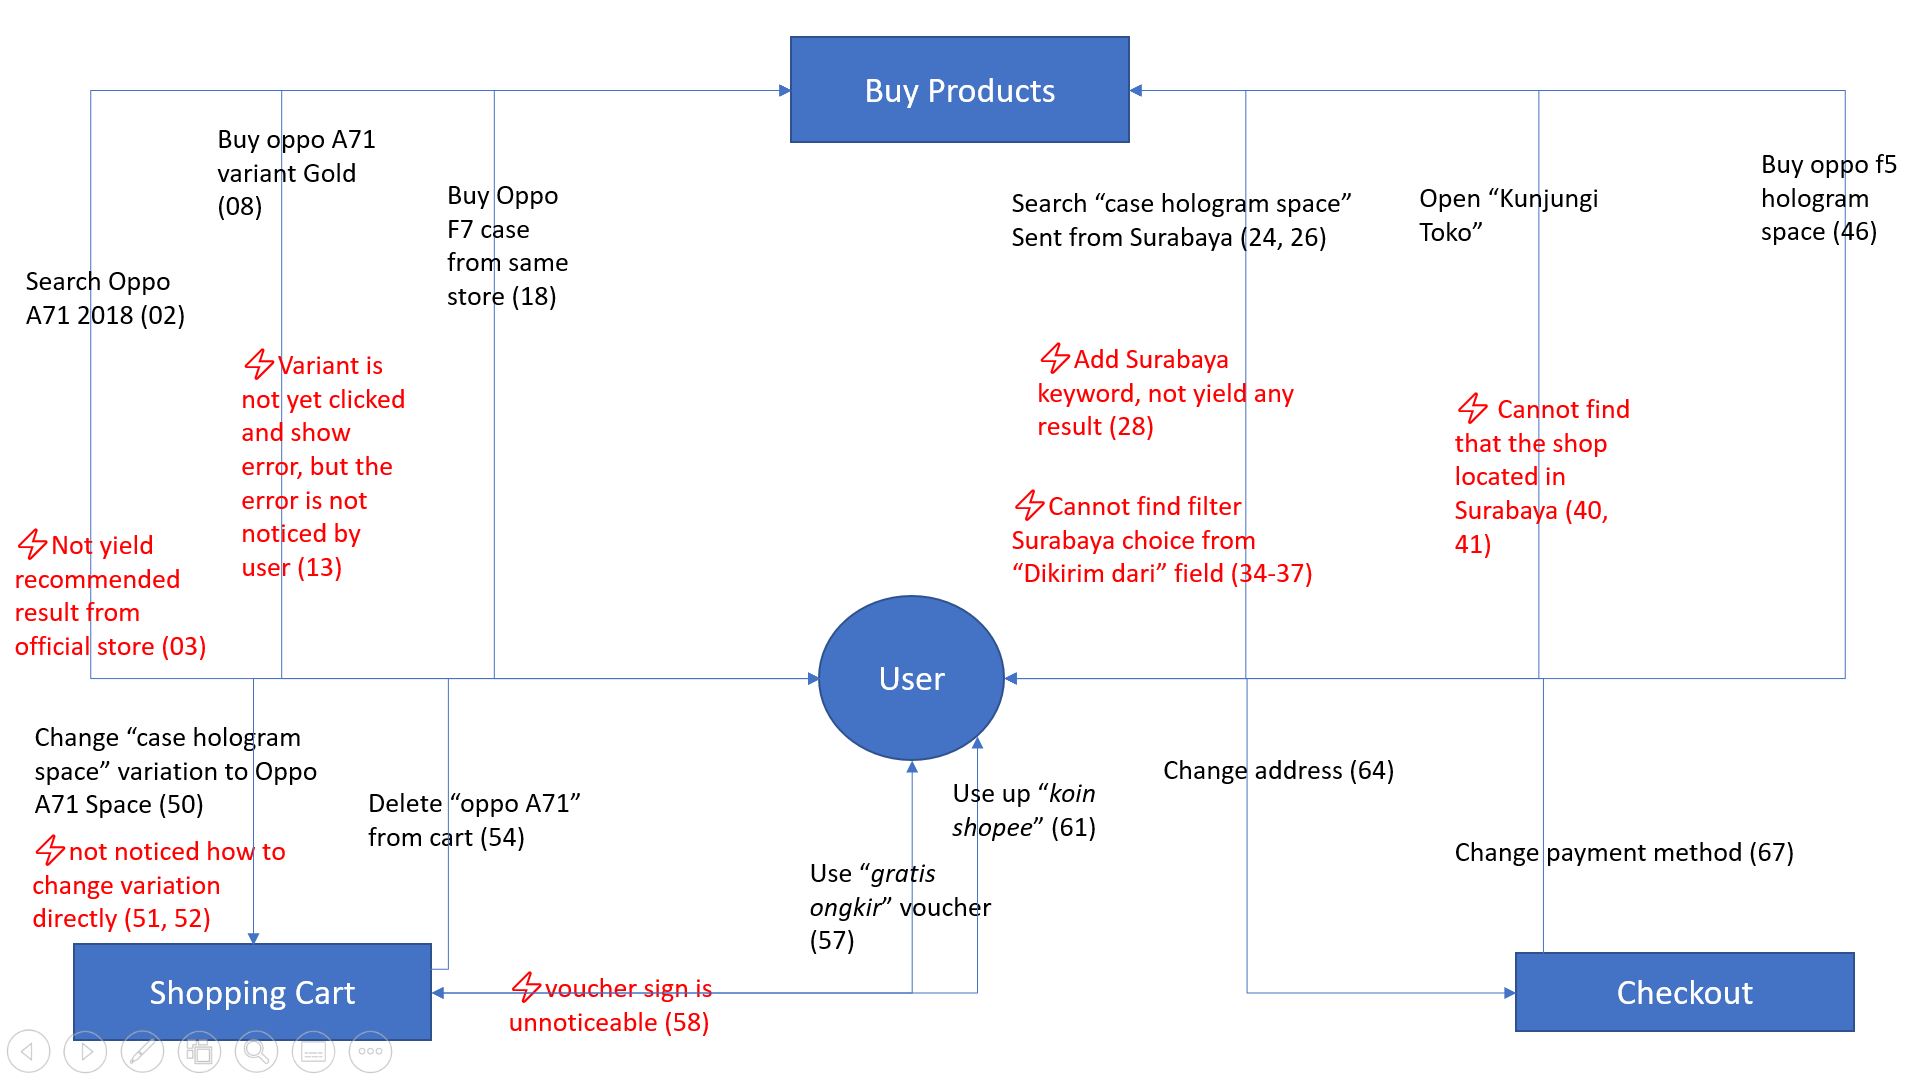 Buy Products
Buy oppo A71
variant Gold
(08)
Buy Oppo
F7 case
from same
store (18)
Search Oppo
A71 2018 (02)
Search “case hologram space”
Sent from Surabaya (24, 26)
Open “Kunjungi
Toko”
Buy oppo f5
hologram
space (46)
Variant is
not yet clicked
and show
error, but the
error is not
noticed by
user (13)
Not yield
recommended
result from
official store (03)
Add Surabaya
keyword, not yield any
result (28)
Cannot find filter
Surabaya choice from
“Dikirim dari” field (34-37)
Cannot find
that the shop
located in
Surabaya (40,
41)
User
Change “case hologram
space” variation to Oppo
A71 Space (50)
not noticed how to
change variation
directly (51, 52)
Delete “oppo A71”
from cart (54)
Use “gratis
ongkir” voucher
(57)
Use up “koin
shopee” (61)
Change address (64)
Change payment method (67)
Shopping Cart
voucher sign is
unnoticeable (58)
Checkout